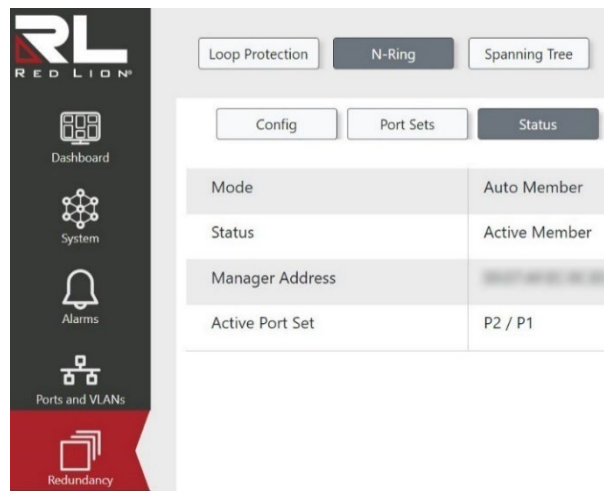 RL
RED LION®
Loop Protection N-Ring Spanning Tree
Config Port Sets Status
Dashboard
Mode Auto Member
System
Status Active Member
Manager Address
Alarms
Active Port Set P2 / P1
Ports and VLANs
Redundancy